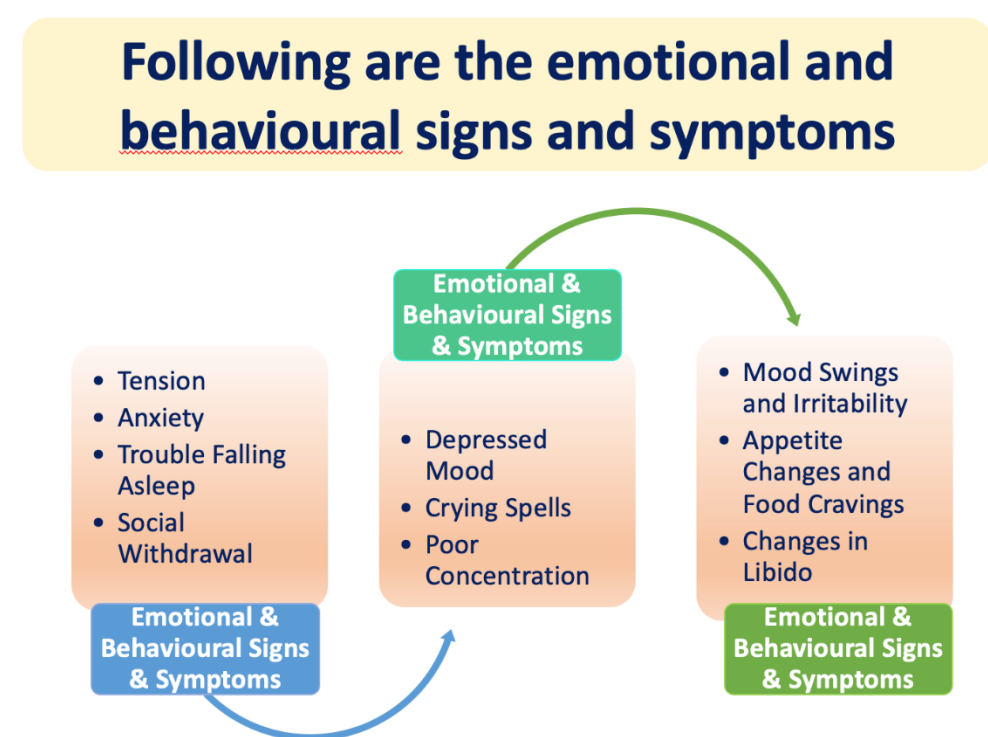 Following are the emotional and
behavioural signs and symptoms
• Tension
• Anxiety
• Trouble Falling
Asleep
• Social
Withdrawal
Emotional &
Behavioural Signs
& Symptoms
Emotional &
Behavioural Signs
& Symptoms
• Depressed
Mood
• Crying Spells
• Poor
Concentration
• Mood Swings
and Irritability
• Appetite
Changes and
Food Cravings
• Changes in
Libido
Emotional &
Behavioural Signs
& Symptoms